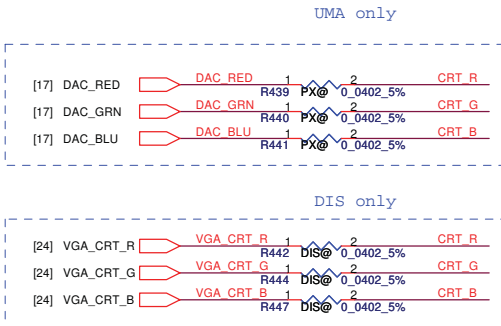 UMA only
[17] DAC_RED DAC_RED 1 2 CRT_R
R439 PX@ 0_0402_5%
[17] DAC_GRN DAC_GRN 1 2 CRT_G
R440 PX@ 0_0402_5%
[17] DAC_BLU DAC_BLU 1 2 CRT_B
R441 PX@ 0_0402_5%
DIS only
[24] VGA_CRT_R VGA_CRT_R 1 2 CRT_R
R442 DIS@ 0_0402_5%
[24] VGA_CRT_G VGA_CRT_G 1 2 CRT_G
R444 DIS@ 0_0402_5%
[24] VGA_CRT_B VGA_CRT_B 1 2 CRT_B
R447 DIS@ 0_0402_5%